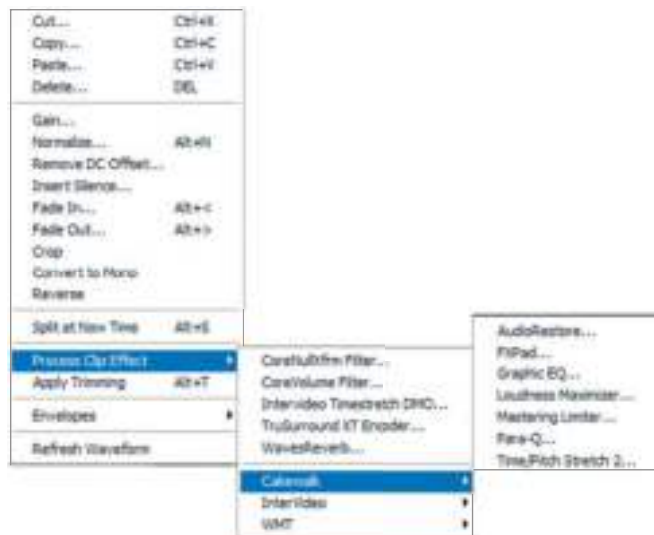 Cut... Ctrl+X
Copy... Ctrl+C
Paste... Ctrl+V
Delete... DEL
Gain...
Normalize... Alt+N
Remove DC Offset...
Insert Silence...
Fade In... Alt+<
Fade Out... Alt+>
Crop
Convert to Mono
Reverse
Split at Now Time Alt+S
Process Clip Effect
Apply Trimming Alt+T
Envelopes
Refresh Waveform
CoreNullXfrm Filter...
CoreVolume Filter...
Intervideo Timestretch DMO...
TruSurround XT Encoder...
WavesReverb...
Cakewalk
InterVideo
WMT
AudioRestore...
FXPad...
Graphic EQ...
Loudness Maximizer...
Mastering Limiter...
Para-Q...
Time/Pitch Stretch 2...